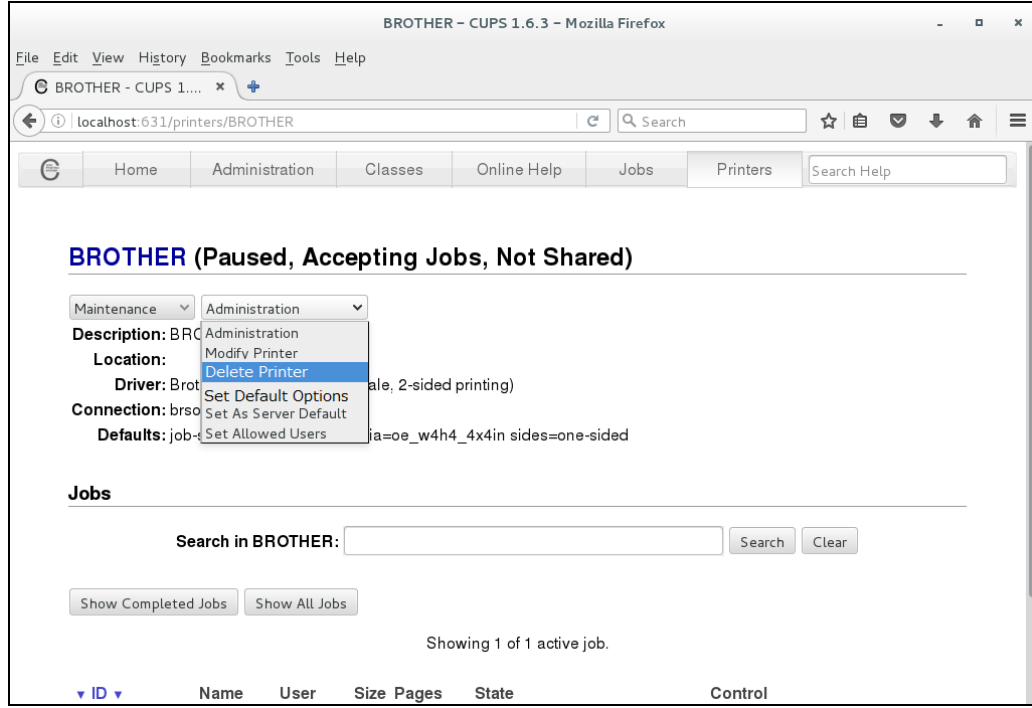 BROTHER – CUPS 1.6.3 – Mozilla Firefox
File Edit View History Bookmarks Tools Help
BROTHER - CUPS 1....
localhost:631/printers/BROTHER Search
Home Administration Classes Online Help Jobs Printers Search Help
BROTHER (Paused, Accepting Jobs, Not Shared)
Maintenance Administration
Description: BRO Administration
Location: Modify Printer
Driver: Brot Delete Printer ale, 2-sided printing)
Set Default Options
Connection: brso Set As Server Default
Defaults: job-s Set Allowed Users ia=oe_w4h4_4x4in sides=one-sided
Jobs
Search in BROTHER: Search Clear
Show Completed Jobs Show All Jobs
Showing 1 of 1 active job.
▼ ID ▼ Name User Size Pages State Control